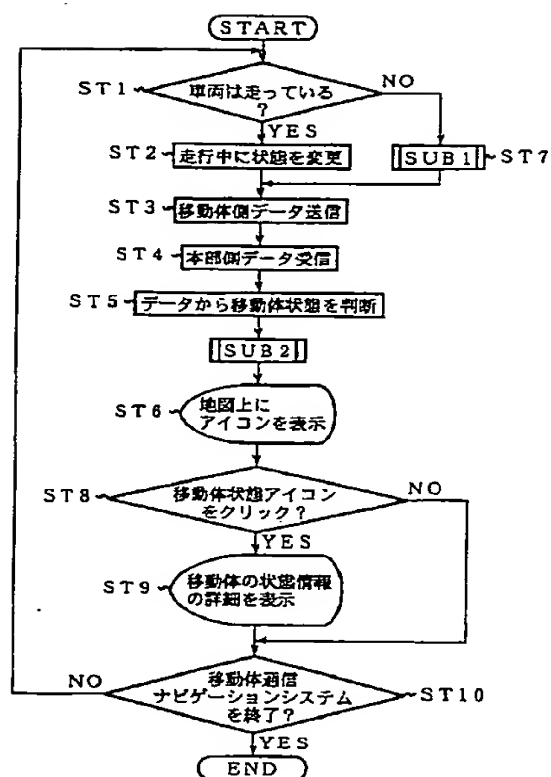 START
ST1
車両は走っている
?
NO
YES
ST2
走行中に状態を変更
SUB1
ST7
ST3
移動体側データ送信
ST4
本部側データ受信
ST5
データから移動体状態を判断
SUB2
ST6
地図上に
アイコンを表示
ST8
移動体状態アイコン
をクリック?
NO
YES
ST9
移動体の状態情報
の詳細を表示
NO
移動体通信
ナビゲーションシステム
を終了?
ST10
YES
END